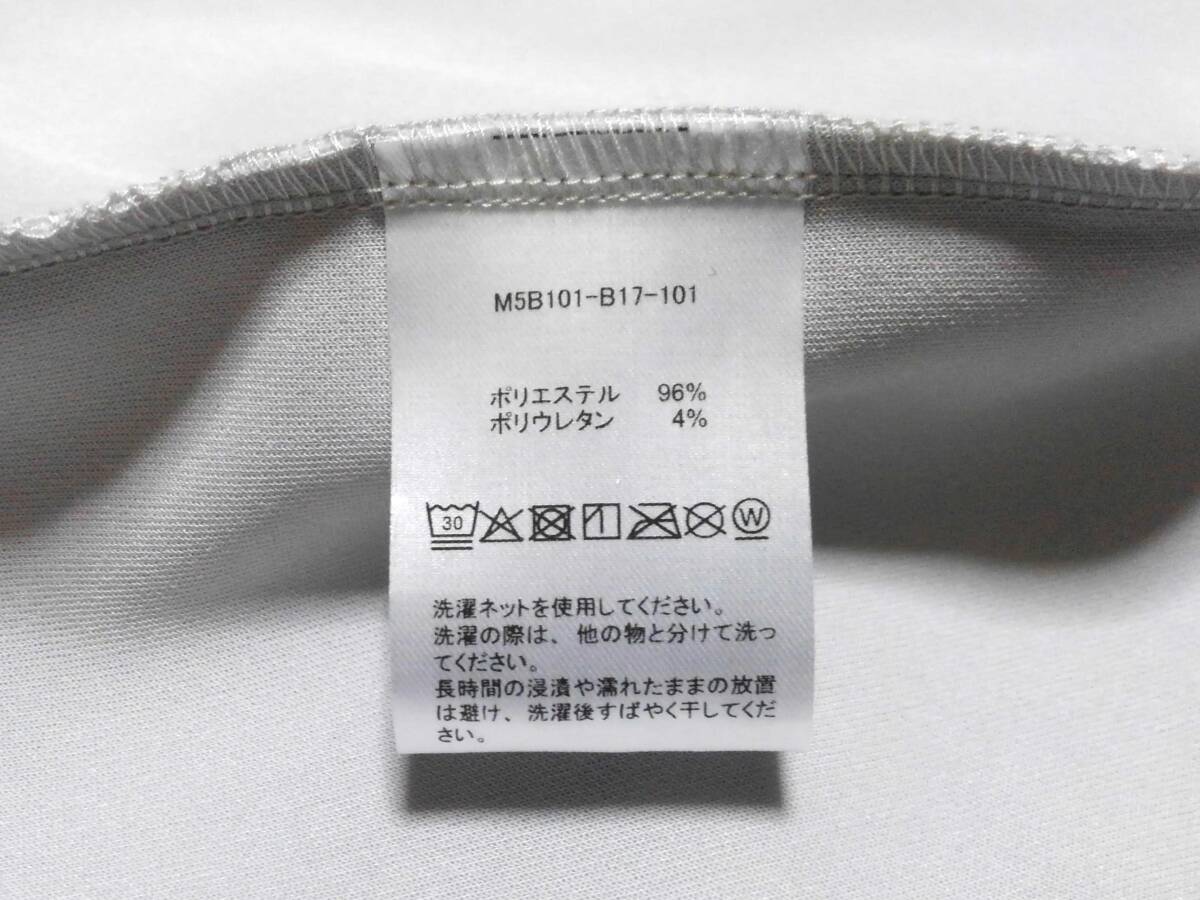 M5B101-B17-101
ポリエステル 96%
ポリウレタン 4%
30 W
洗濯ネットを使用してください。
洗濯の際は、他の物と分けて洗っ
てください。
長時間の浸漬や濡れたままの放置
は避け、洗濯後すばやく干してくだ
さい。